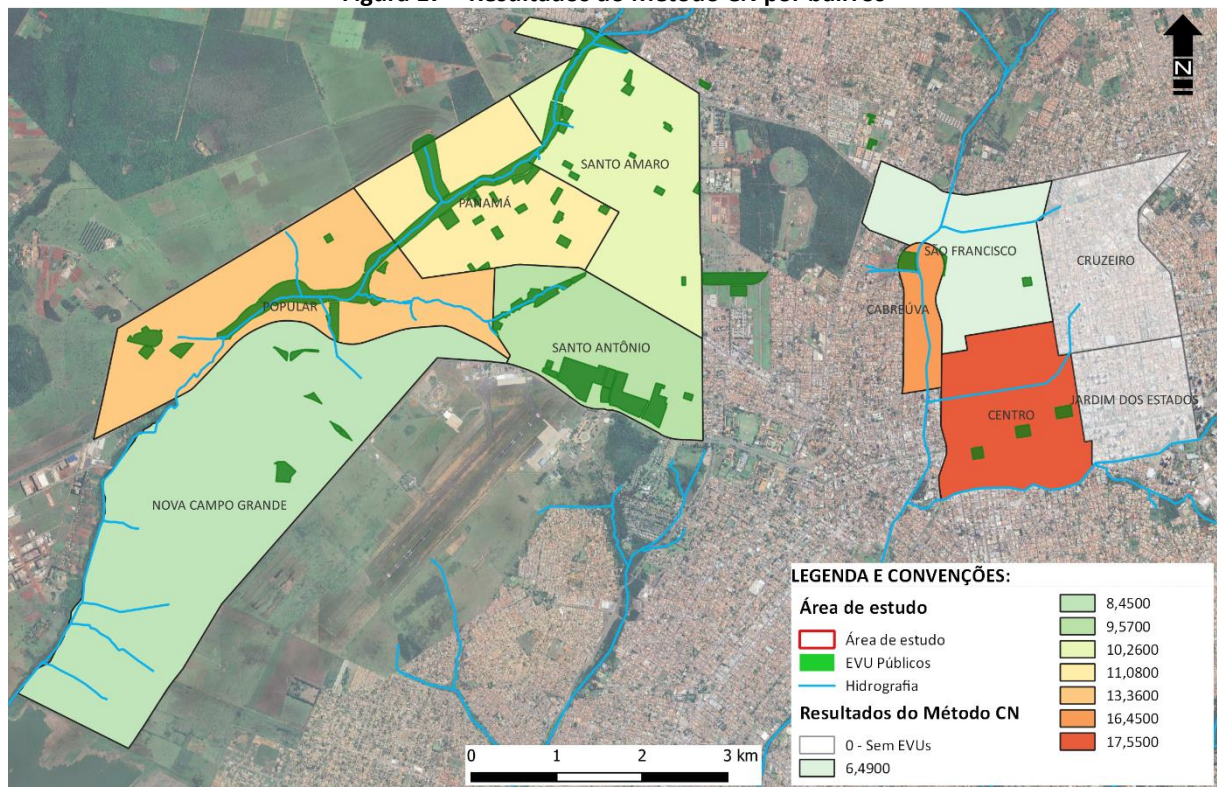 Figura 17 – Resultados do método CN por bairros
N
SANTO AMARO
PANAMÁ
SÃO FRANCISCO
CRUZEIRO
CABREÚVA
POPULAR
SANTO ANTÔNIO
JARDIM DOS ESTADOS
CENTRO
NOVA CAMPO GRANDE
0 1 2 3 km
LEGENDA E CONVENÇÕES:
Área de estudo
Área de estudo
EVU Públicos
Hidrografia
Resultados do Método CN
0 - Sem EVUs
6,4900
8,4500
9,5700
10,2600
11,0800
13,3600
16,4500
17,5500